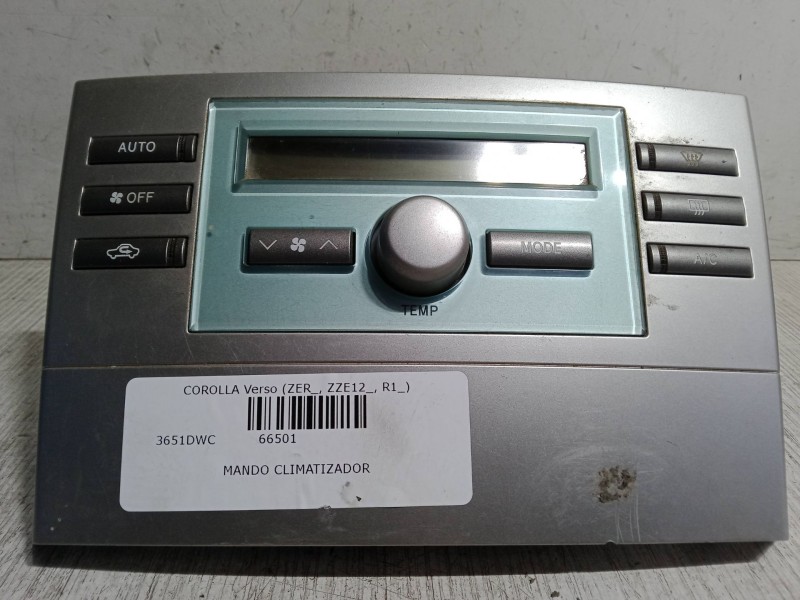 AUTO
OFF
MODE
A/C
TEMP
COROLLA Verso (ZER_, ZZE12_, R1_)
3651DWC 66501
MANDO CLIMATIZADOR